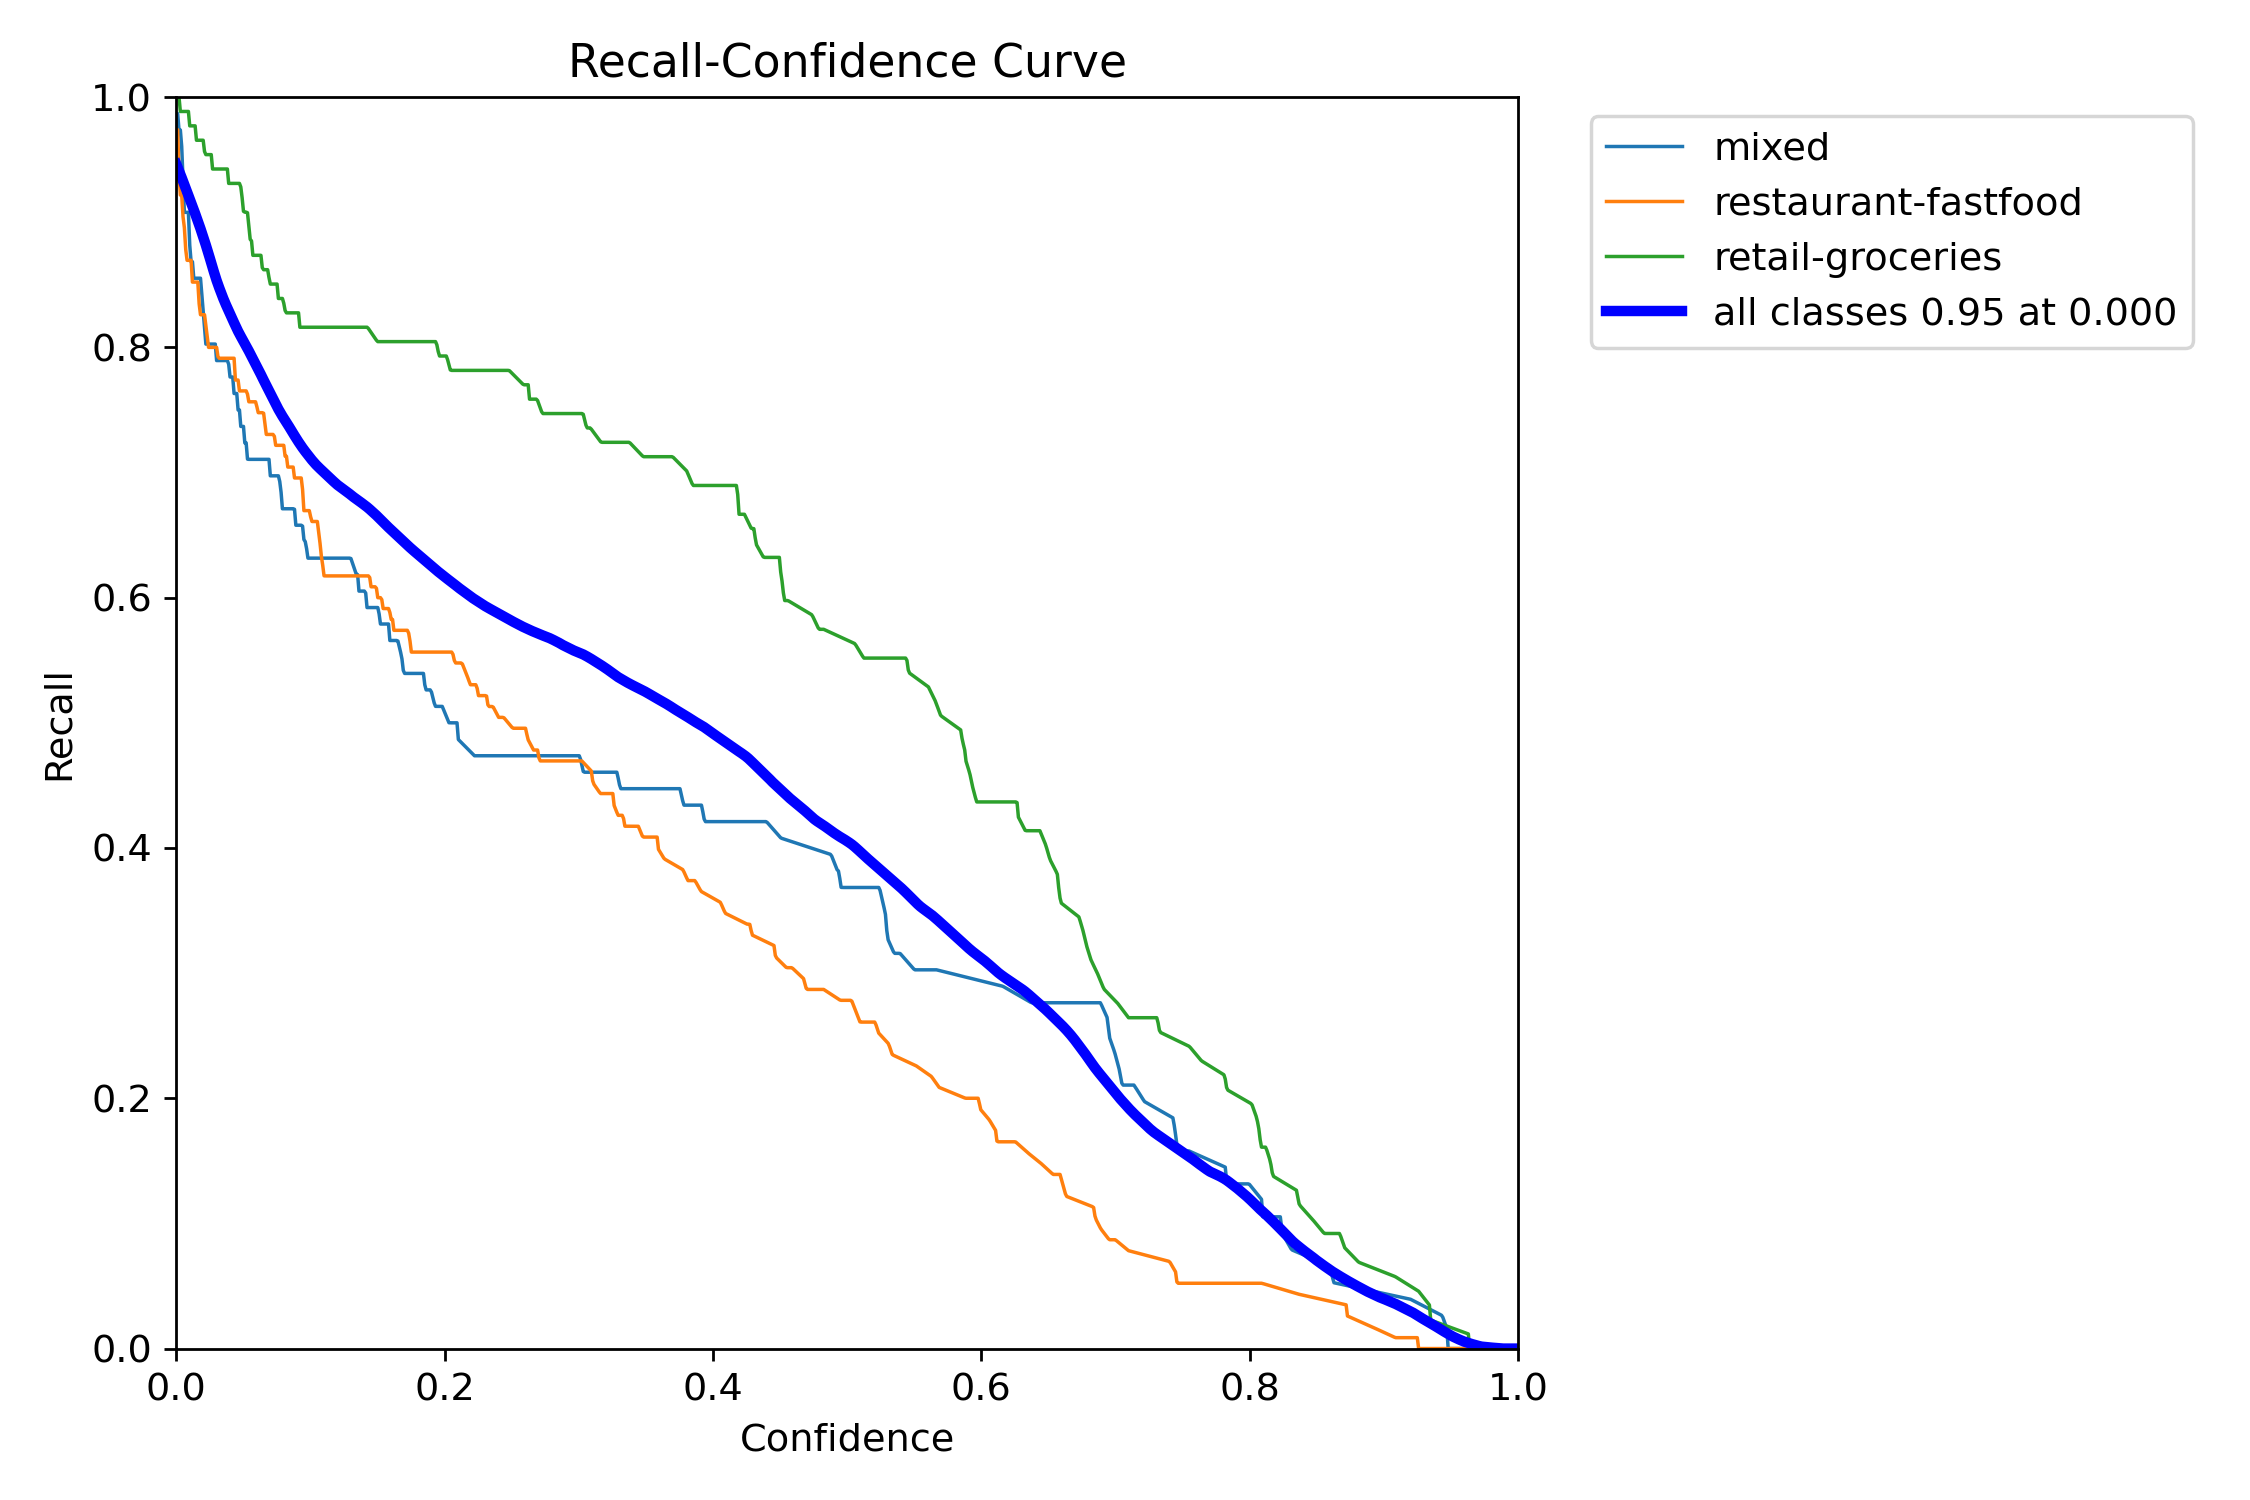 Recall-Confidence Curve
1.0
0.8
0.6
0.4
0.2
0.0
Recall
0.0 0.2 0.4 0.6 0.8 1.0
Confidence
mixed
restaurant-fastfood
retail-groceries
all classes 0.95 at 0.000